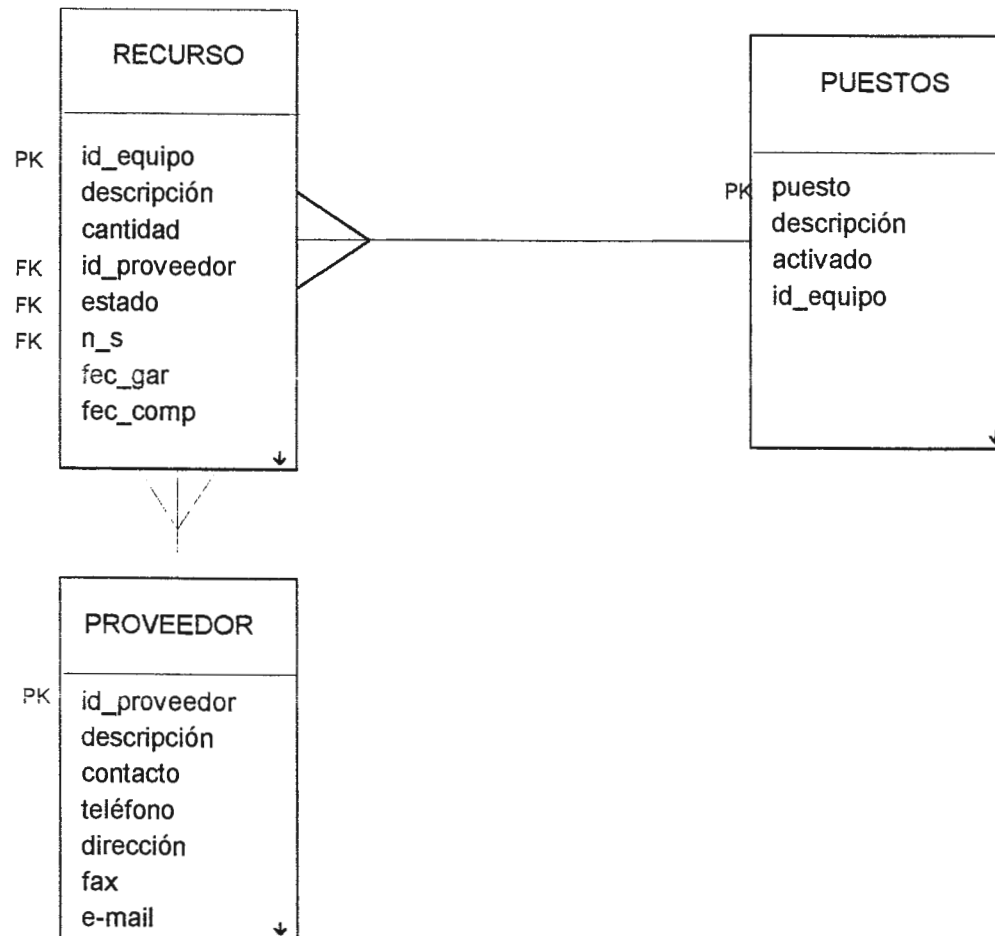 RECURSO
PK id_equipo
descripción
cantidad
FK id_proveedor
FK estado
FK n_s
fec_gar
fec_comp
PUESTOS
PK puesto
descripción
activado
id_equipo
PROVEEDOR
PK id_proveedor
descripción
contacto
teléfono
dirección
fax
e-mail